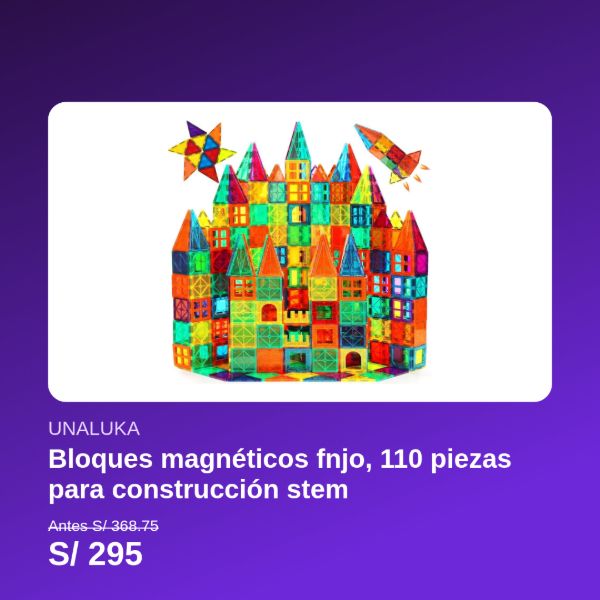 UNALUKA
Bloques magnéticos fnjo, 110 piezas
para construcción stem
Antes S/ 368.75
S/ 295